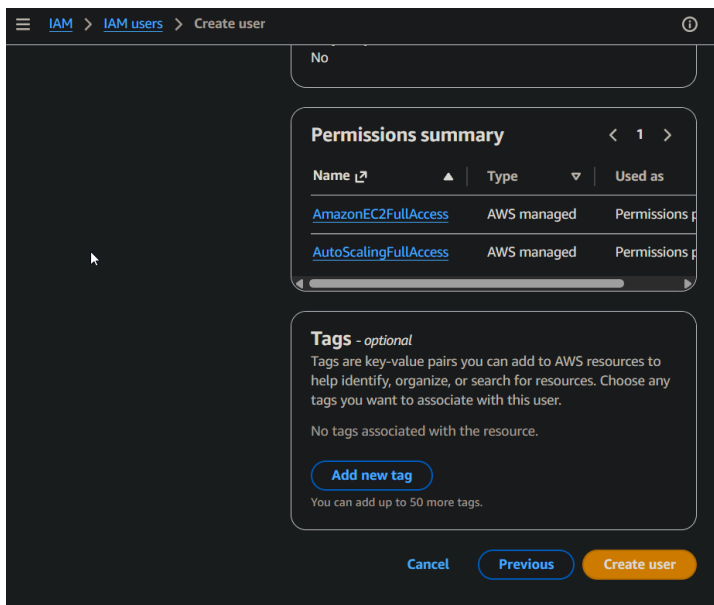 IAM > IAM users > Create user
No
Permissions summary
1
Name Type Used as
AmazonEC2FullAccess AWS managed Permissions
AutoScalingFullAccess AWS managed Permissions
Tags - optional
Tags are key-value pairs you can add to AWS resources to
help identify, organize, or search for resources. Choose any
tags you want to associate with this user.
No tags associated with the resource.
Add new tag
You can add up to 50 more tags.
Cancel Previous Create user